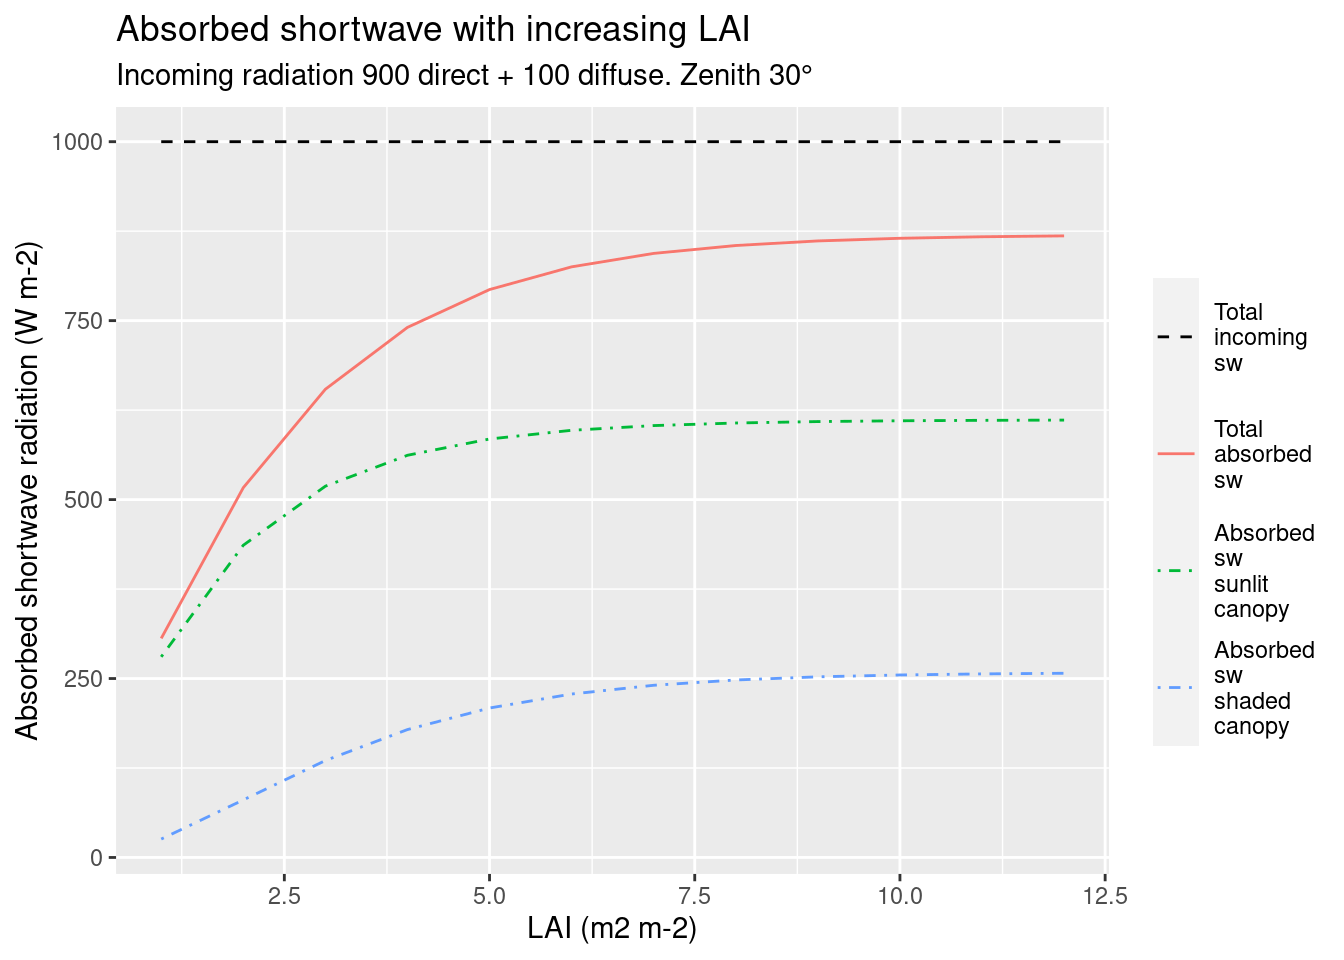 Absorbed shortwave with increasing LAI
Incoming radiation 900 direct + 100 diffuse. Zenith 30°
Absorbed shortwave radiation (W m-2)
1000
750
500
250
0
2.5
5.0
7.5
10.0
12.5
LAI (m2 m-2)
Total
incoming
sw
Total
absorbed
sw
Absorbed
sw
sunlit
canopy
Absorbed
sw
shaded
canopy